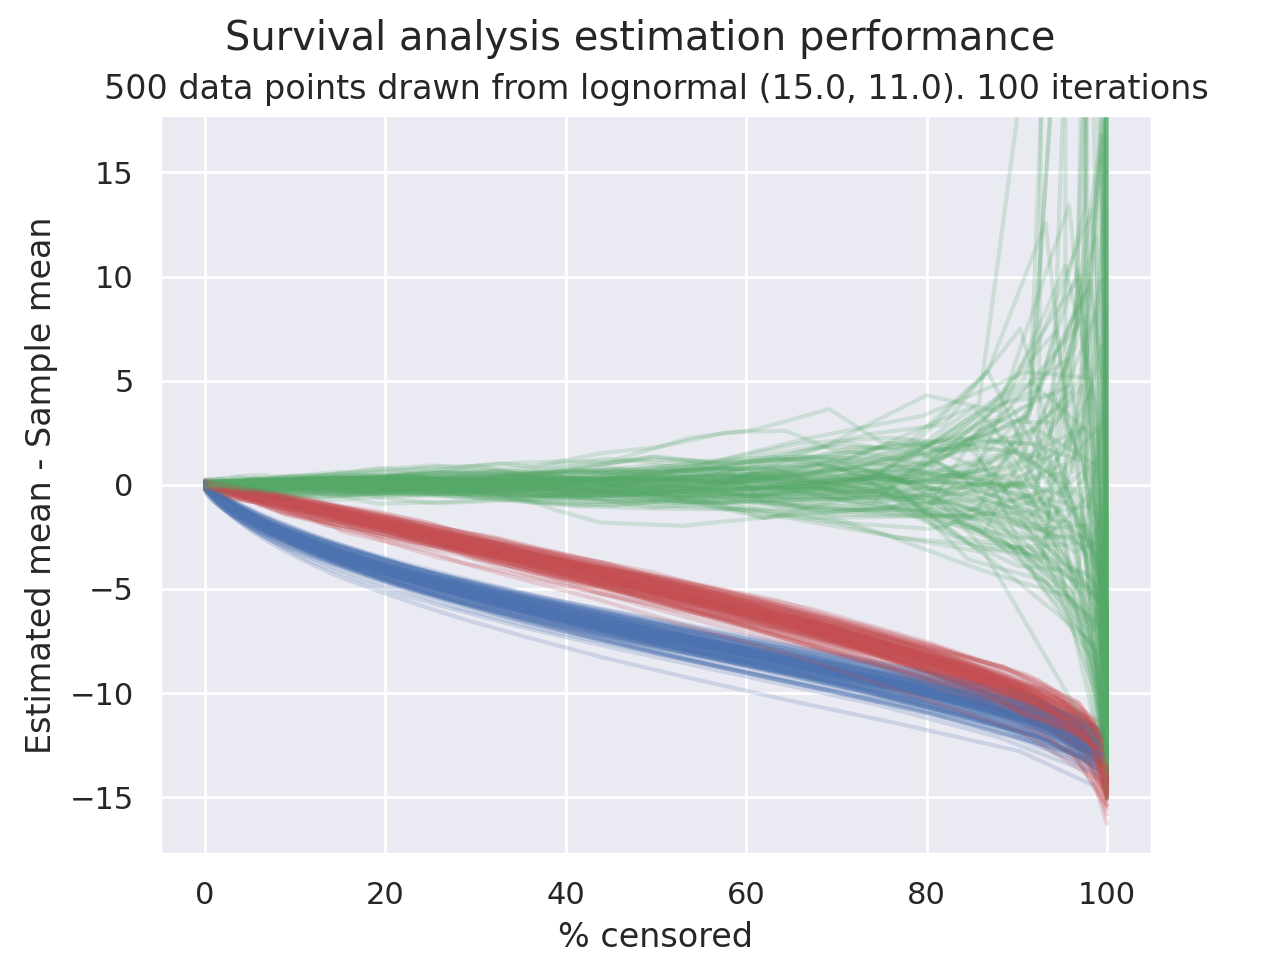 Survival analysis estimation performance
500 data points drawn from lognormal (15.0, 11.0). 100 iterations
Estimated mean - Sample mean
15
10
5
0
−5
−10
−15
0 20 40 60 80 100
% censored